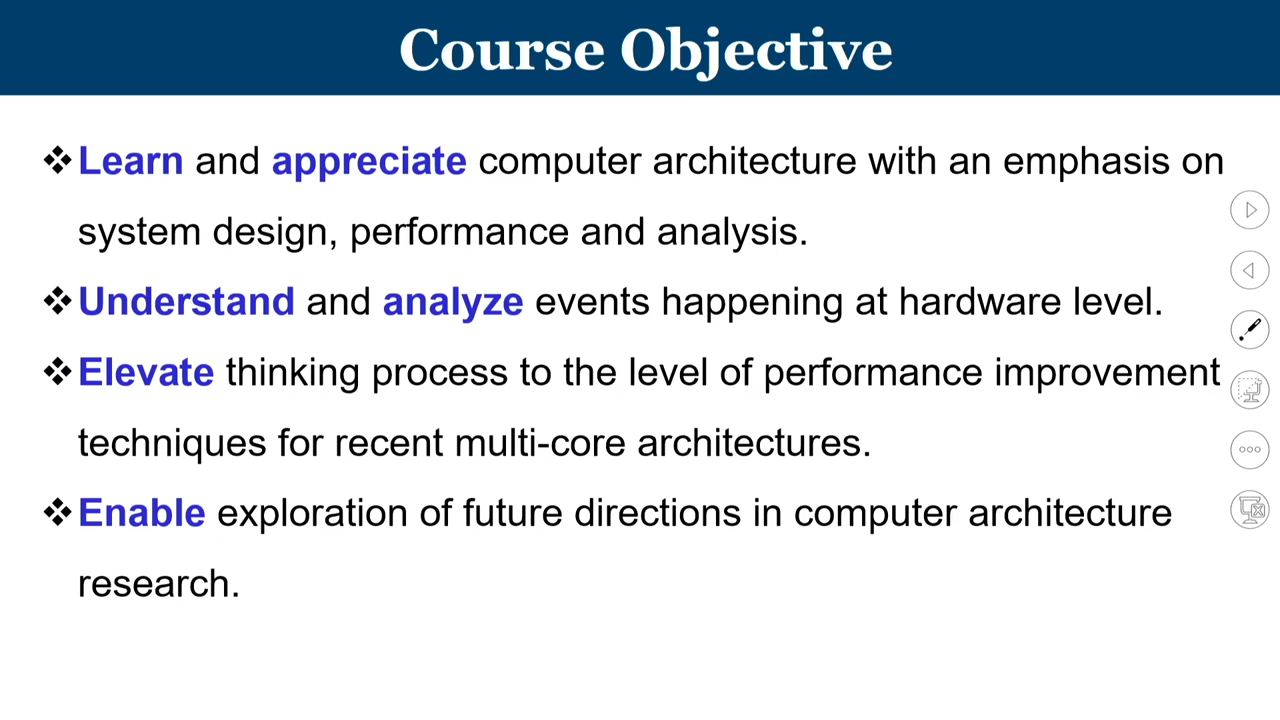 Course Objective
❖Learn and appreciate computer architecture with an emphasis on
system design, performance and analysis.
❖Understand and analyze events happening at hardware level.
❖Elevate thinking process to the level of performance improvement
techniques for recent multi-core architectures.
❖Enable exploration of future directions in computer architecture
research.